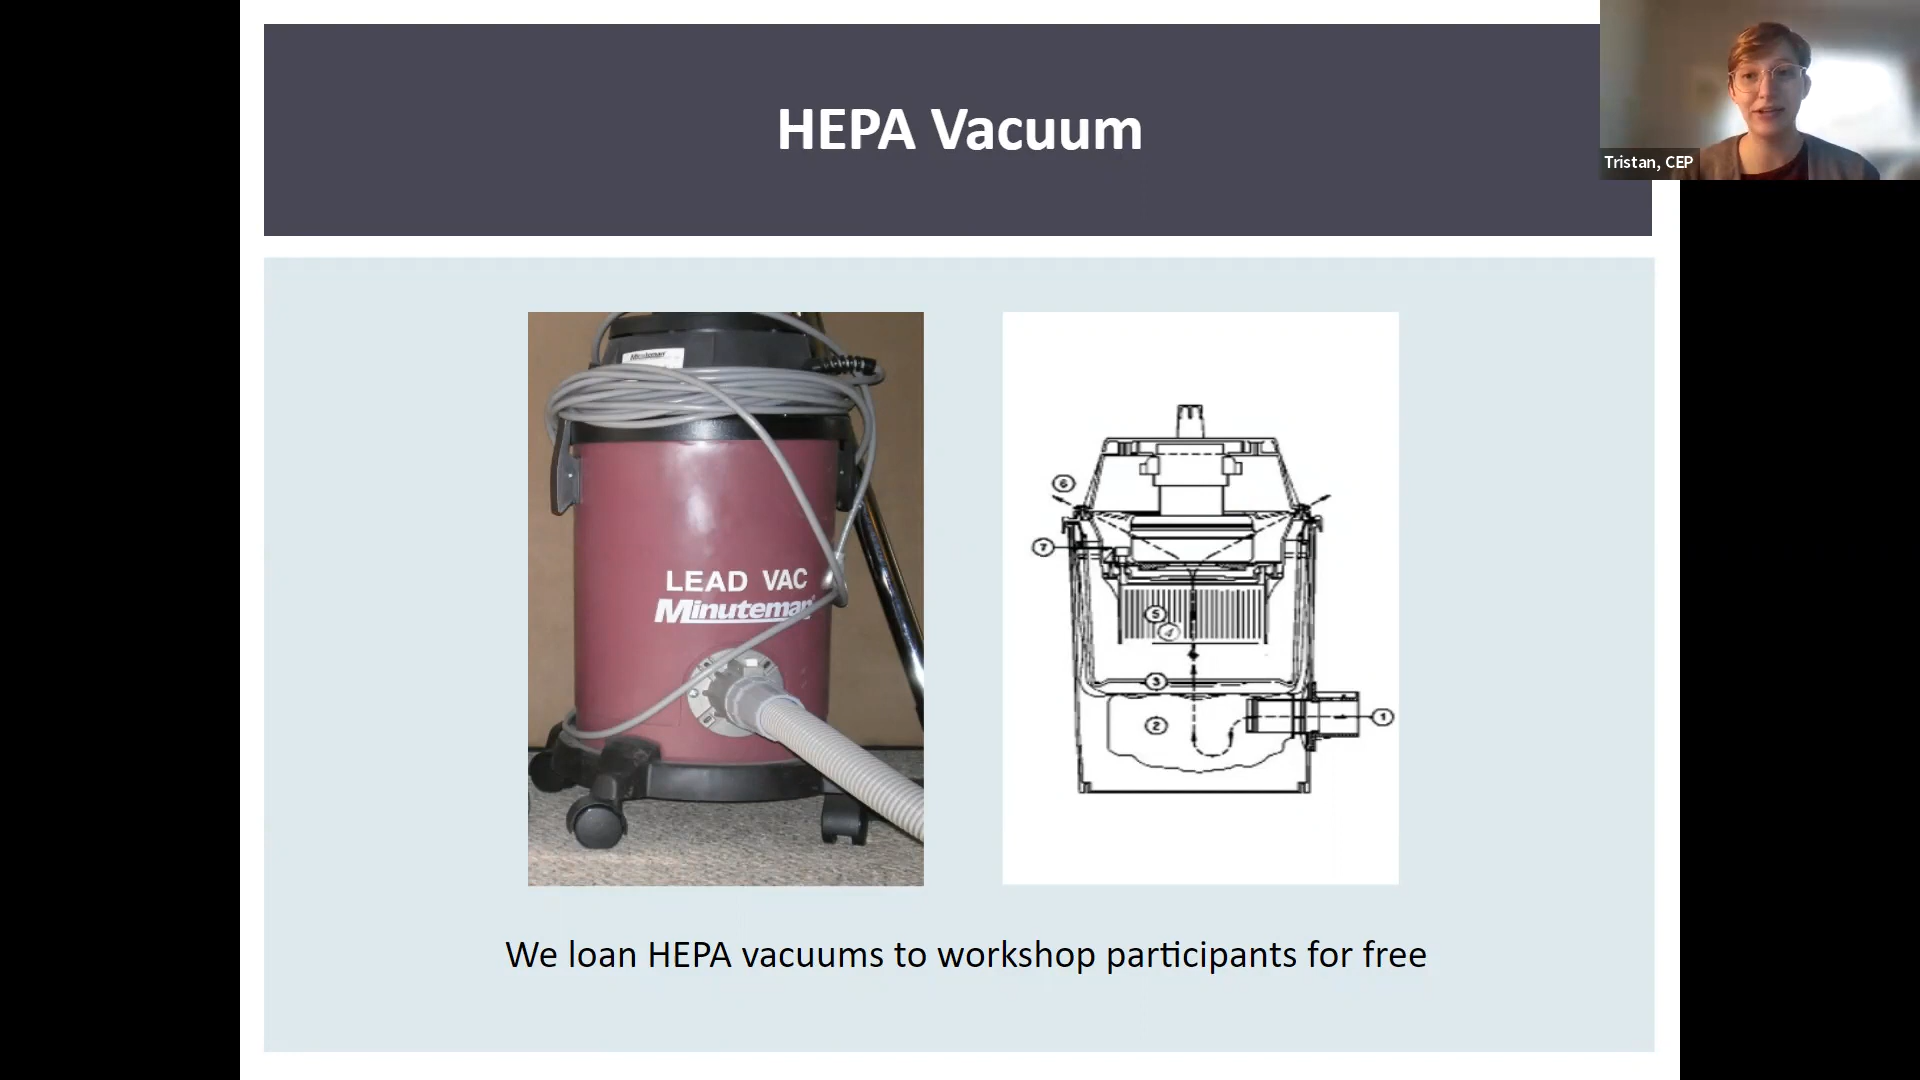 HEPA Vacuum
Tristan, CEP
Minuteman
LEAD VAC
Minuteman
6
7
5
4
3
2
1
We loan HEPA vacuums to workshop participants for free